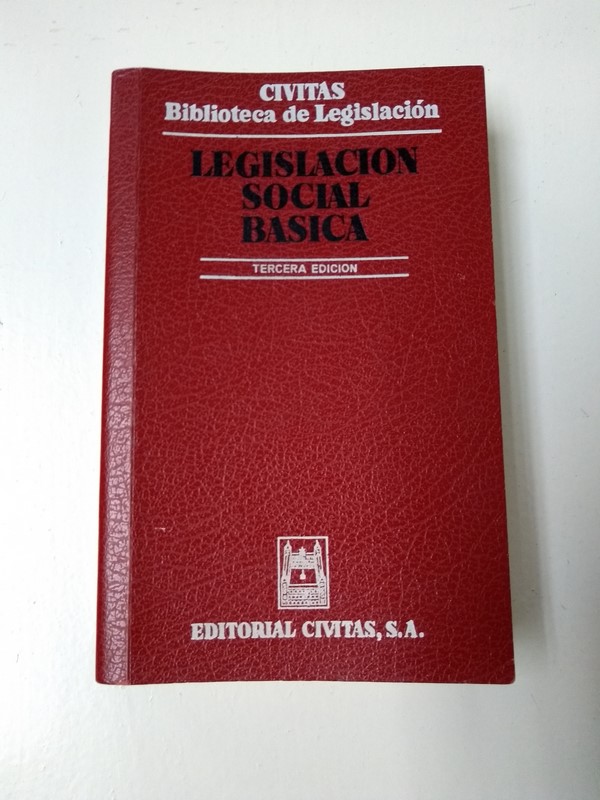 CIVITAS
Biblioteca de Legislación
LEGISLACION
SOCIAL
BASICA
TERCERA EDICION
EDITORIAL CIVITAS, S.A.